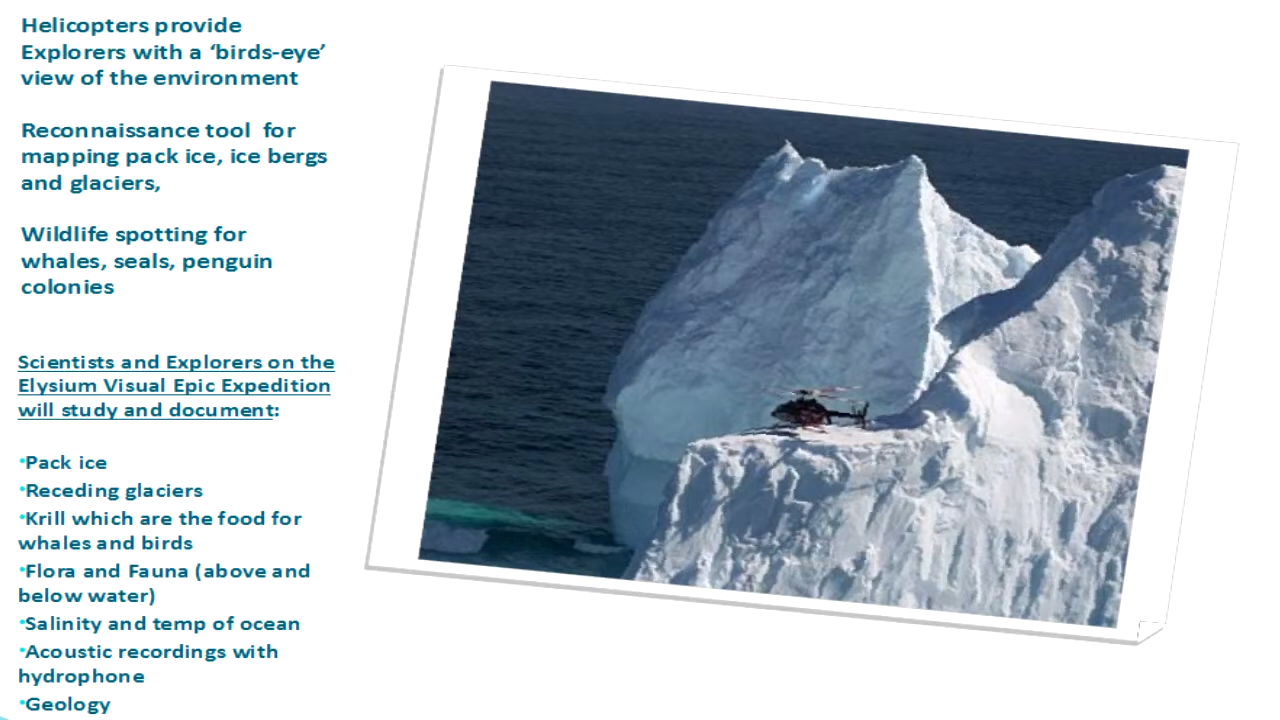 Helicopters provide
Explorers with a ‘birds-eye’
view of the environment
Reconnaissance tool for
mapping pack ice, ice bergs
and glaciers,
Wildlife spotting for
whales, seals, penguin
colonies
Scientists and Explorers on the
Elysium Visual Epic Expedition
will study and document:
•Pack ice
•Receding glaciers
•Krill which are the food for
whales and birds
•Flora and Fauna (above and
below water)
•Salinity and temp of ocean
•Acoustic recordings with
hydrophone
•Geology